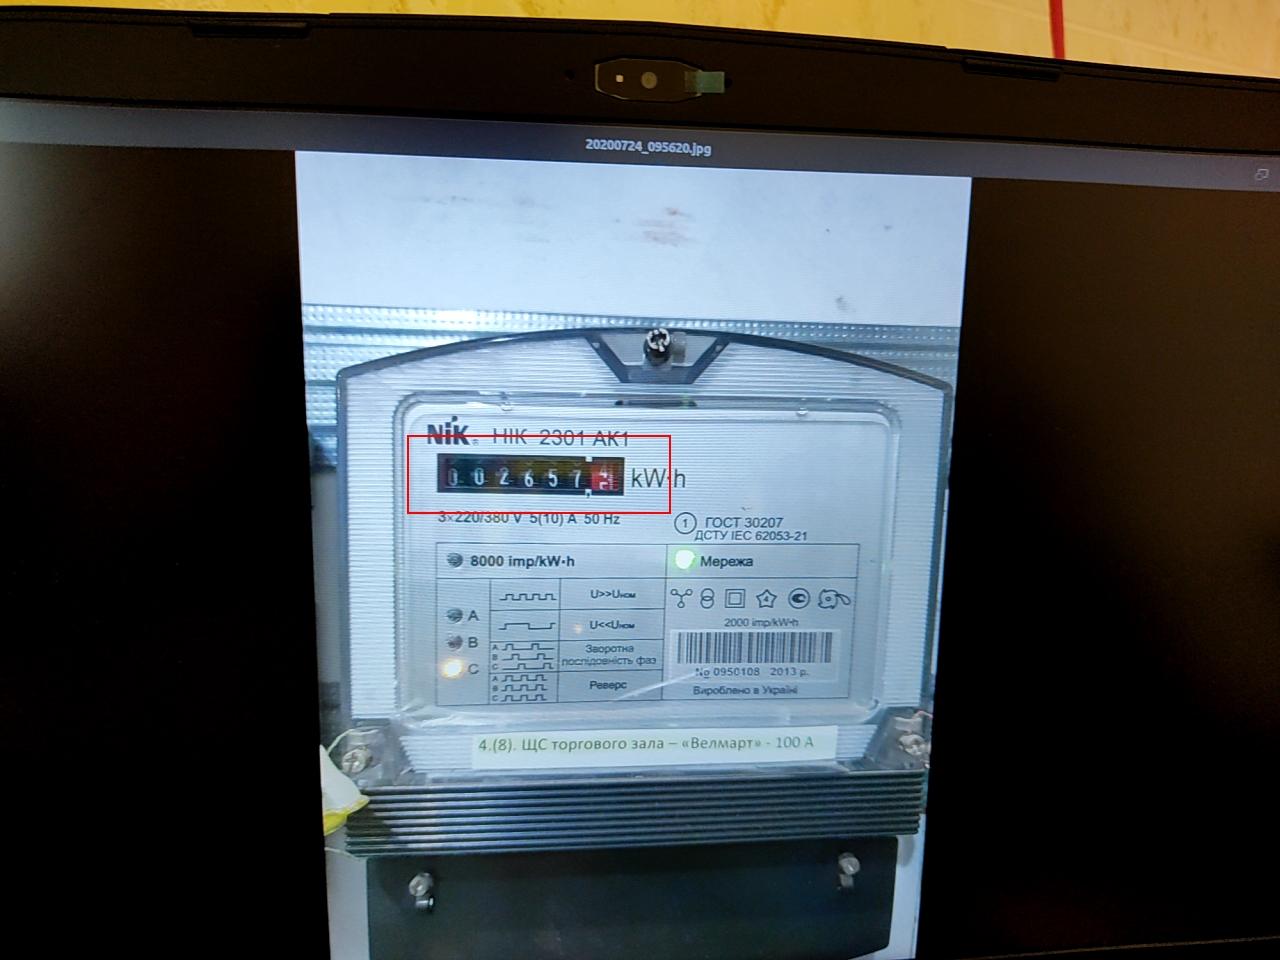 20200724_095620.jpg
NiK® НІК 2301 АК1
002657 kW·h
3×220/380 V 5(10) A 50 Hz
1 ГОСТ 30207
ДСТУ IEC 62053-21
8000 imp/kW·h
Мережа
U>>Uном
A
U<<Uном
B
A
B
C
Зворотна
послідовність фаз
C
A
B
C
Реверс
4
2000 imp/kW·h
№ 0950108 2013 р.
Вироблено в Україні
4.(8). ЩС торгового зала – «Велмарт» - 100 А